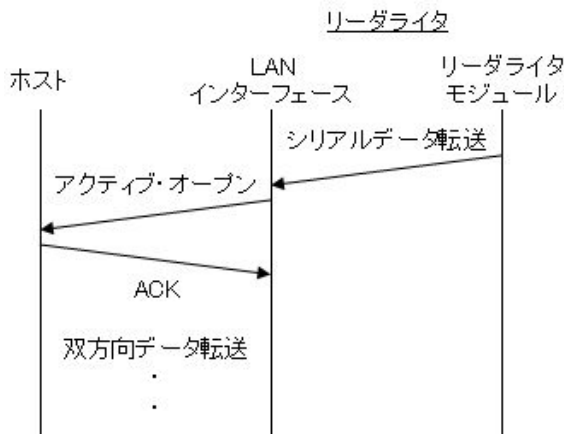 リーダライタ
ホスト
LAN
インターフェース
リーダライタ
モジュール
シリアルデータ転送
アクティブ・オープン
ACK
双方向データ転送
・
・